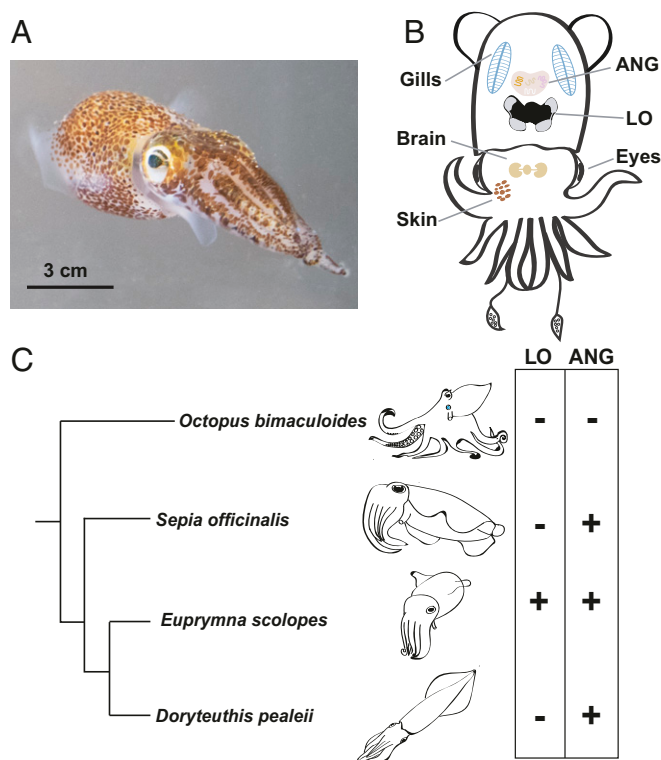 A
3 cm
B
Gills
ANG
LO
Brain
Eyes
Skin
C
LO ANG
Octopus bimaculoides - -
Sepia officinalis - +
Euprymna scolopes + +
Doryteuthis pealeii - +